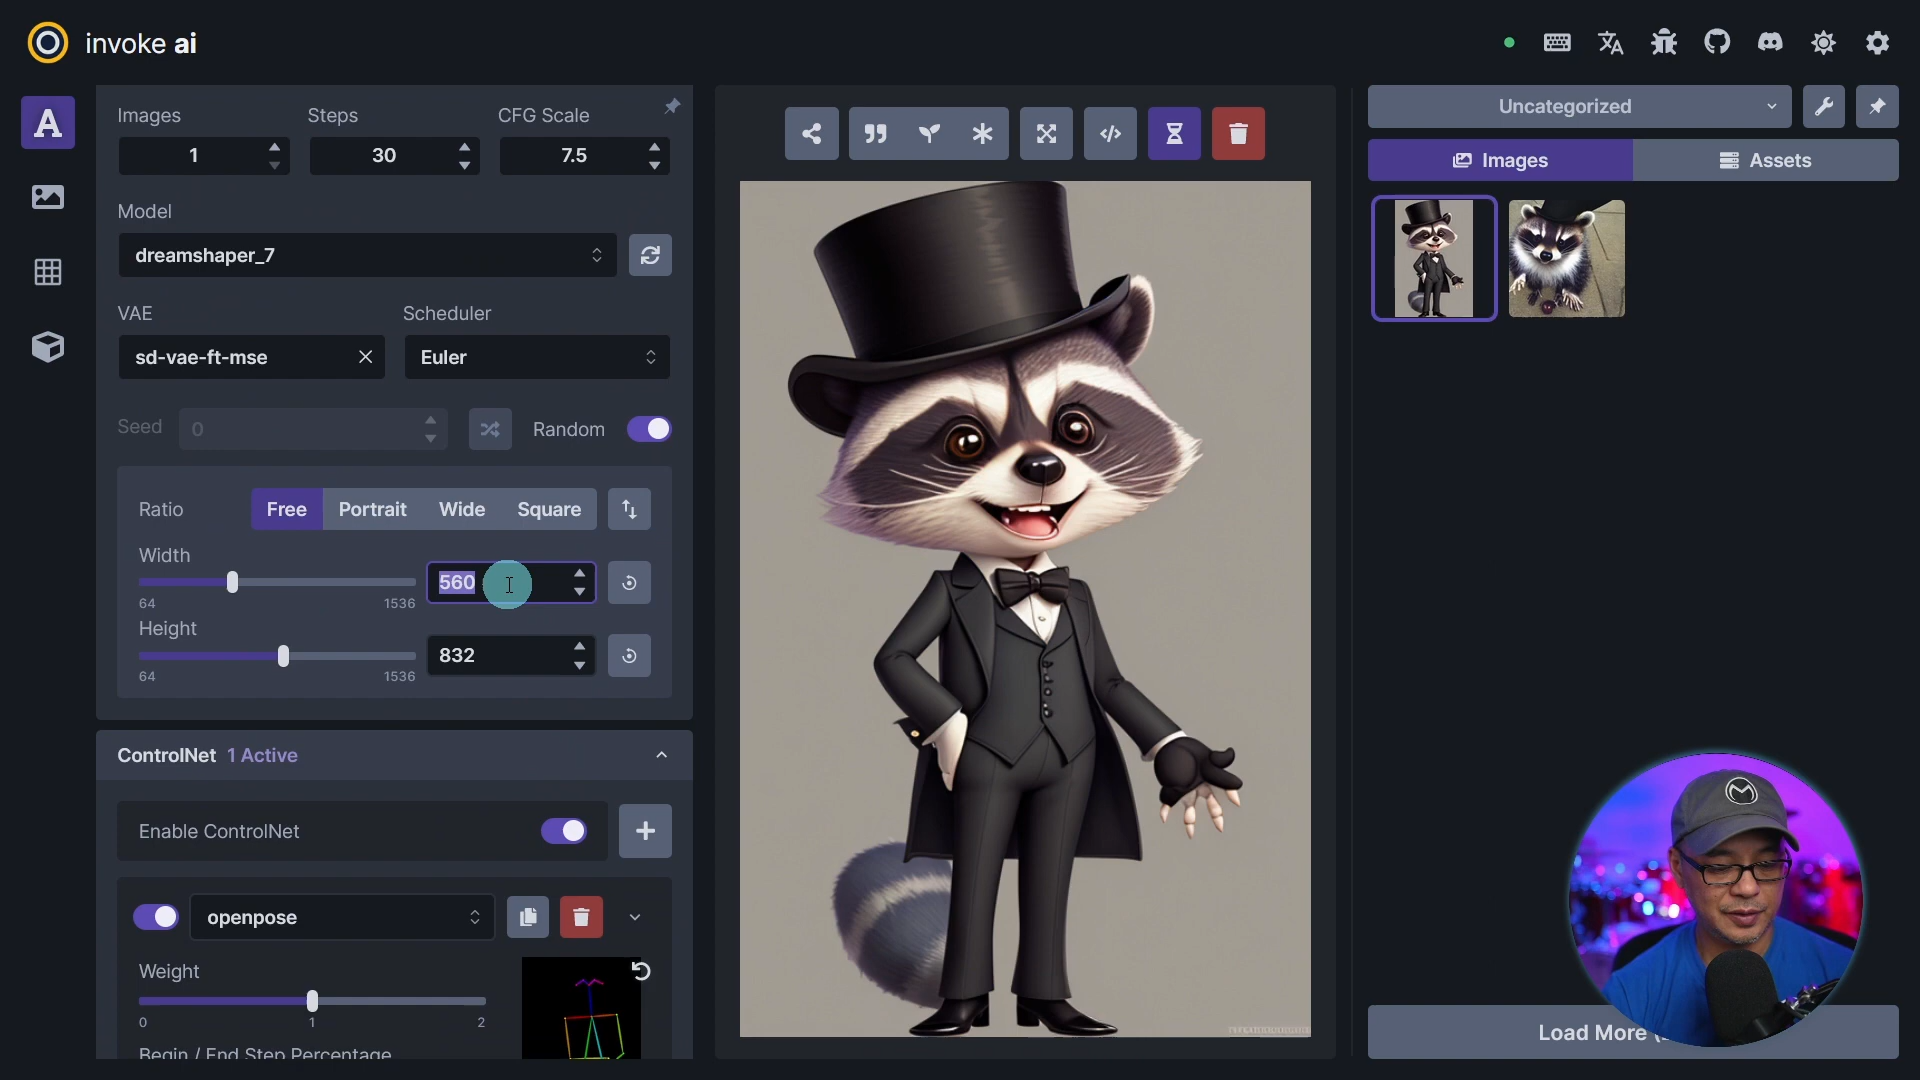 invoke ai
Images
Steps
CFG Scale
1
30
7.5
Model
dreamshaper_7
VAE
Scheduler
sd-vae-ft-mse
Euler
Seed
0
Random
Ratio
Free
Portrait
Wide
Square
Width
560
64
1536
Height
832
64
1536
ControlNet 1 Active
Enable ControlNet
openpose
Weight
0
1
2
Begin / End Step Percentage
Uncategorized
Images
Assets
Load More